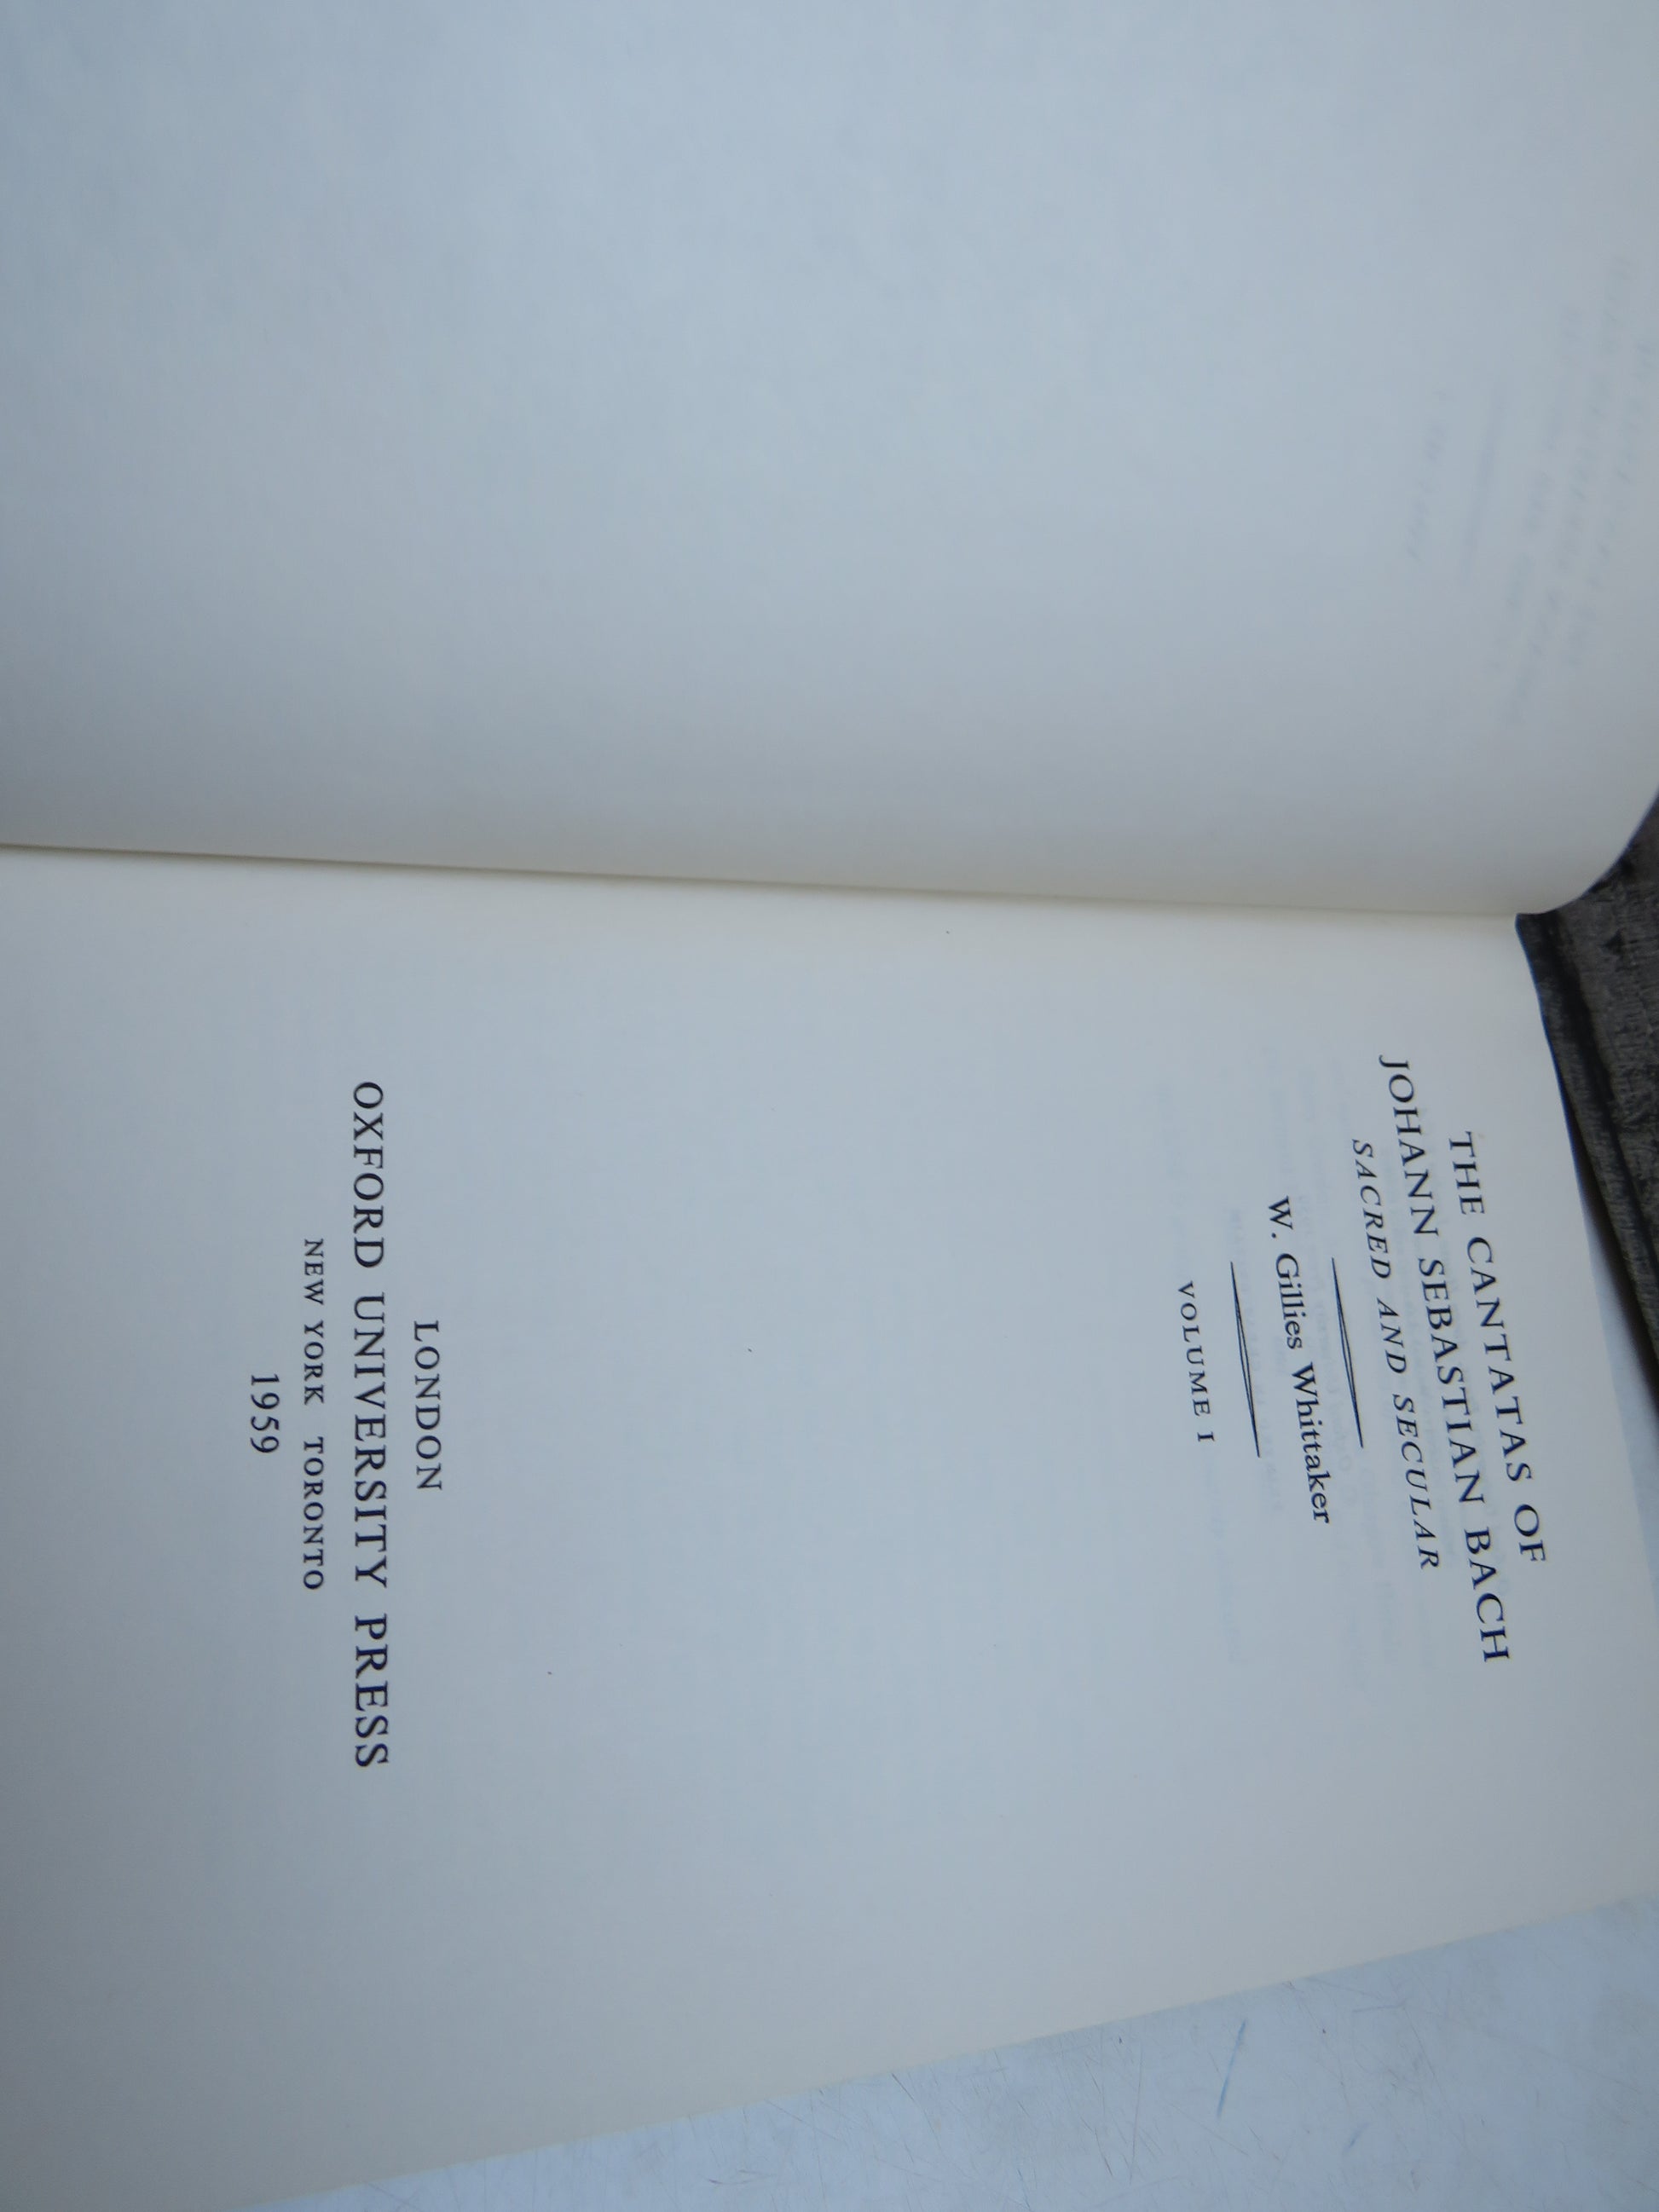 THE CANTATAS OF
JOHANN SEBASTIAN BACH
SACRED AND SECULAR
W. Gillies Whittaker
VOLUME I
LONDON
OXFORD UNIVERSITY PRESS
NEW YORK TORONTO
1959